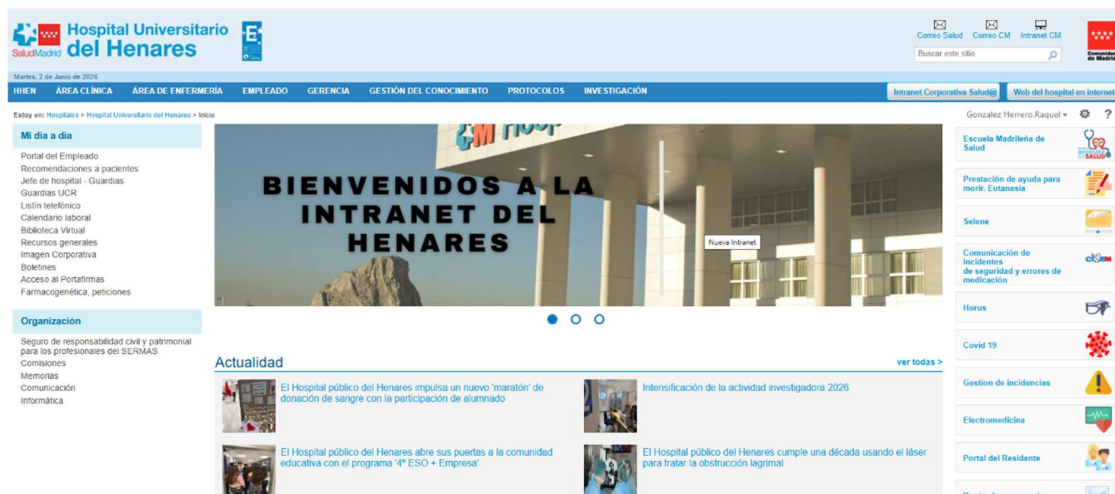 Hospital Universitario
del Henares
SaludMadrid
Correo Salud
Correo CM
Intranet CM
Buscar este sitio
Comunidad
de Madrid
Martes, 2 de Junio de 2026
HHEN
ÁREA CLÍNICA
ÁREA DE ENFERMERÍA
EMPLEADO
GERENCIA
GESTIÓN DEL CONOCIMIENTO
PROTOCOLOS
INVESTIGACIÓN
Intranet Corporativa Salud@
Web del hospital en internet
Estoy en: Hospitales > Hospital Universitario del Henares > Inicio
Gonzalez Herrero.Raquel
?
Mi dia a dia
Portal del Empleado
Recomendaciones a pacientes
Jefe de hospital - Guardias
Guardias UCR
Listín telefónico
Calendario laboral
Biblioteca Virtual
Recursos generales
Imagen Corporativa
Boletines
Acceso al Portafirmas
Farmacogenética, peticiones
Organización
Seguro de responsabilidad civil y patrimonial
para los profesionales del SERMAS
Comisiones
Memorias
Comunicación
Informática
BIENVENIDOS A LA
INTRANET DEL
HENARES
Nueva Intranet
Actualidad
ver todas >
El Hospital público del Henares impulsa un nuevo 'maratón' de
donación de sangre con la participación de alumnado
Intensificación de la actividad investigadora 2026
El Hospital público del Henares abre sus puertas a la comunidad
educativa con el programa '4º ESO + Empresa'
El Hospital público del Henares cumple una década usando el láser
para tratar la obstrucción lagrimal
Escuela Madrileña de
Salud
Prestación de ayuda para
morir. Eutanasia
Selene
Comunicación de
incidentes
de seguridad y errores de
medicación
Horus
Covid 19
Gestion de incidencias
Electromedicina
Portal del Residente